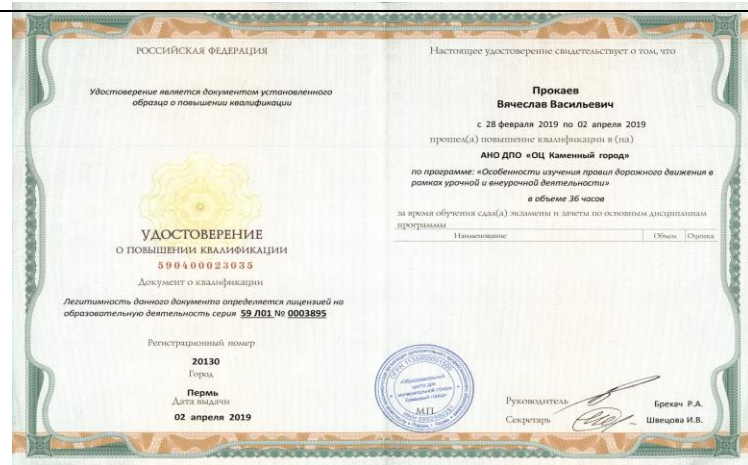 РОССИЙСКАЯ ФЕДЕРАЦИЯ
Удостоверение является документом установленного
образца о повышении квалификации
УДОСТОВЕРЕНИЕ
О ПОВЫШЕНИИ КВАЛИФИКАЦИИ
590400023035
Документ о квалификации
Легитимность данного документа определяется лицензией на
образовательную деятельность серия 59 Л01 № 0003895
Регистрационный номер
20130
Город
Пермь
Дата выдачи
02 апреля 2019
Настоящее удостоверение свидетельствует о том, что
Прокаев
Вячеслав Васильевич
с 28 февраля 2019 по 02 апреля 2019
прошел(а) повышение квалификации в (на)
АНО ДПО «ОЦ Каменный город»
по программе: «Особенности изучения правил дорожного движения в
рамках урочной и внеурочной деятельности»
в объеме 36 часов
за время обучения сдал(а) экзамены и зачеты по основным дисциплинам
программы
Наименование Объем Оценка
М.П.
Руководитель Брехач Р.А.
Секретарь Швецова И.В.